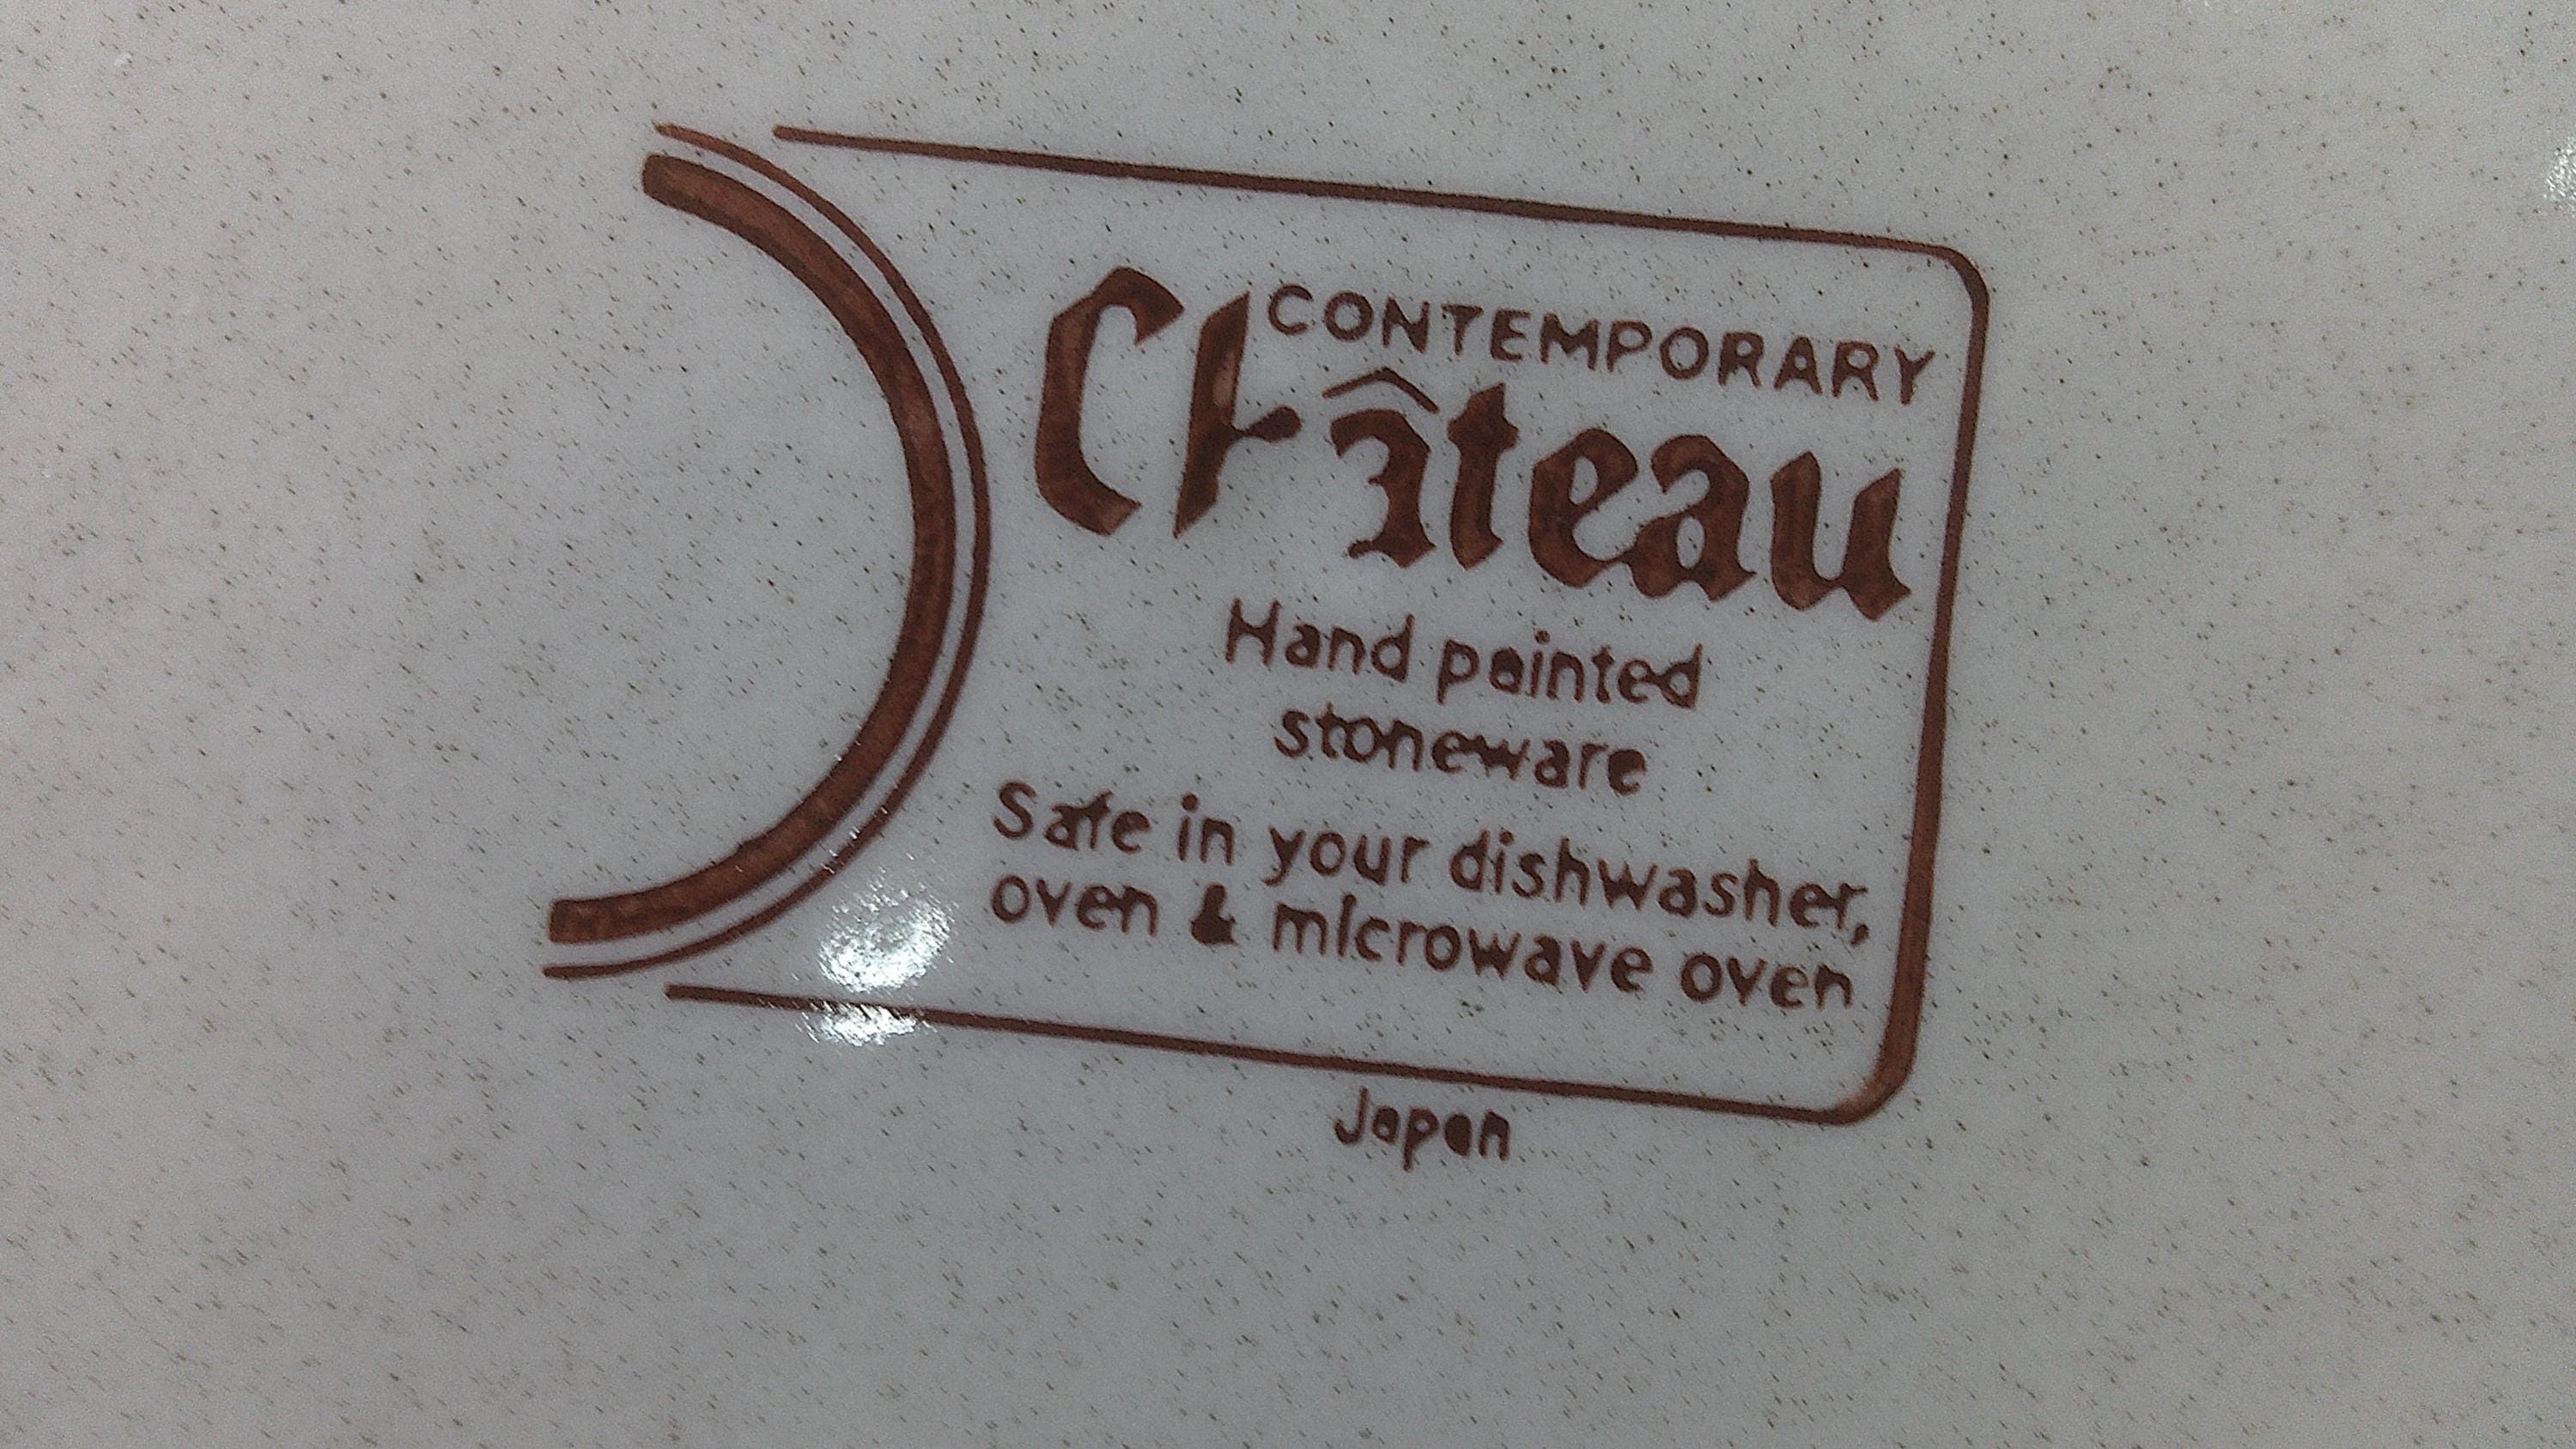 CONTEMPORARY
Château
Hand painted
stoneware
Safe in your dishwasher,
oven & microwave oven
Japan